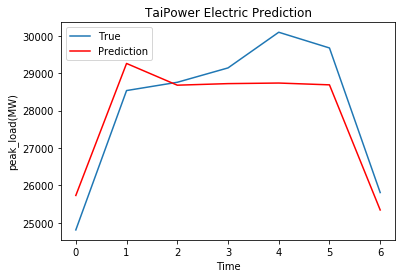 TaiPower Electric Prediction
True
Prediction
peak_load(MW)
30000
29000
28000
27000
26000
25000
0 1 2 3 4 5 6
Time